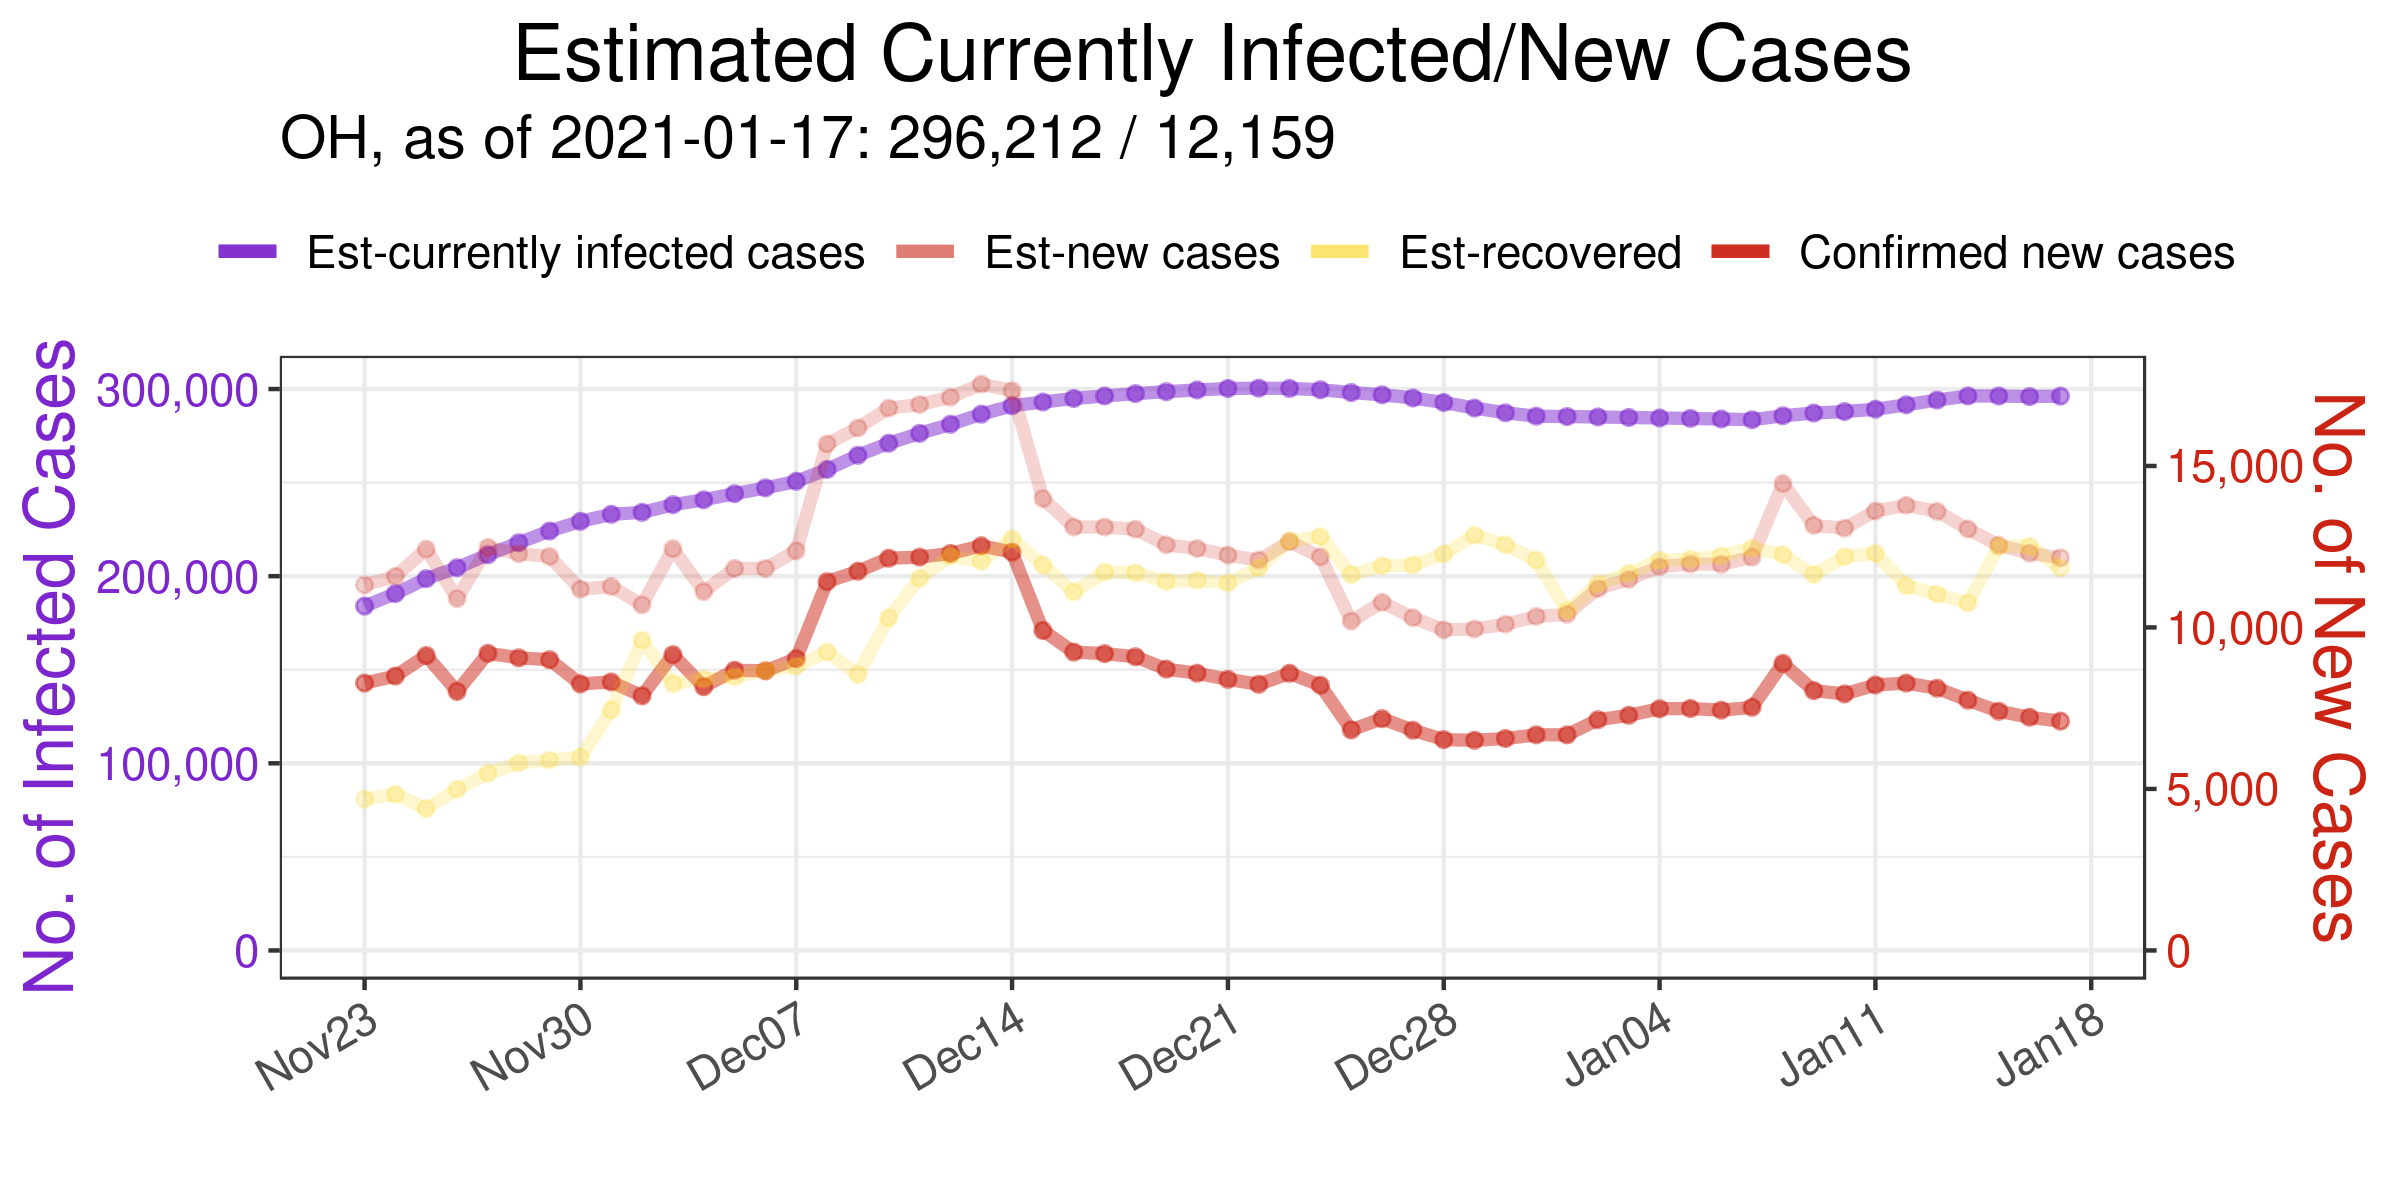 Estimated Currently Infected/New Cases
OH, as of 2021-01-17: 296,212 / 12,159
Est-currently infected cases Est-new cases Est-recovered Confirmed new cases
No. of Infected Cases
300,000
200,000
100,000
0
15,000
10,000
5,000
0
No. of New Cases
Nov23 Nov30 Dec07 Dec14 Dec21 Dec28 Jan04 Jan11 Jan18